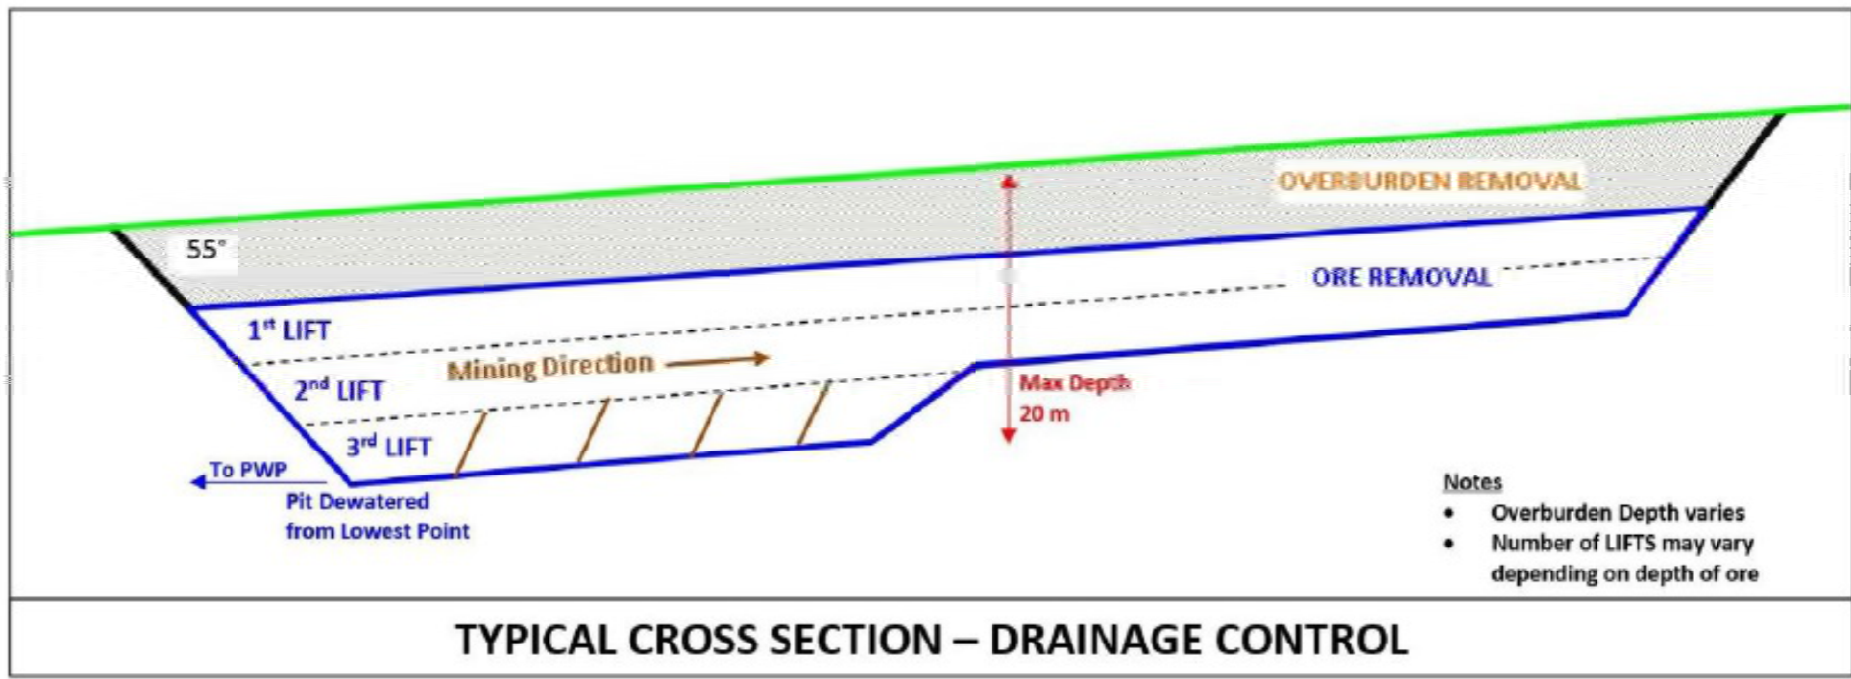 OVERBURDEN REMOVAL
55°
ORE REMOVAL
1st LIFT
Mining Direction
2nd LIFT
Max Depth
20 m
3rd LIFT
To PWP
Pit Dewatered
from Lowest Point
Notes
• Overburden Depth varies
• Number of LIFTS may vary
depending on depth of ore
TYPICAL CROSS SECTION – DRAINAGE CONTROL